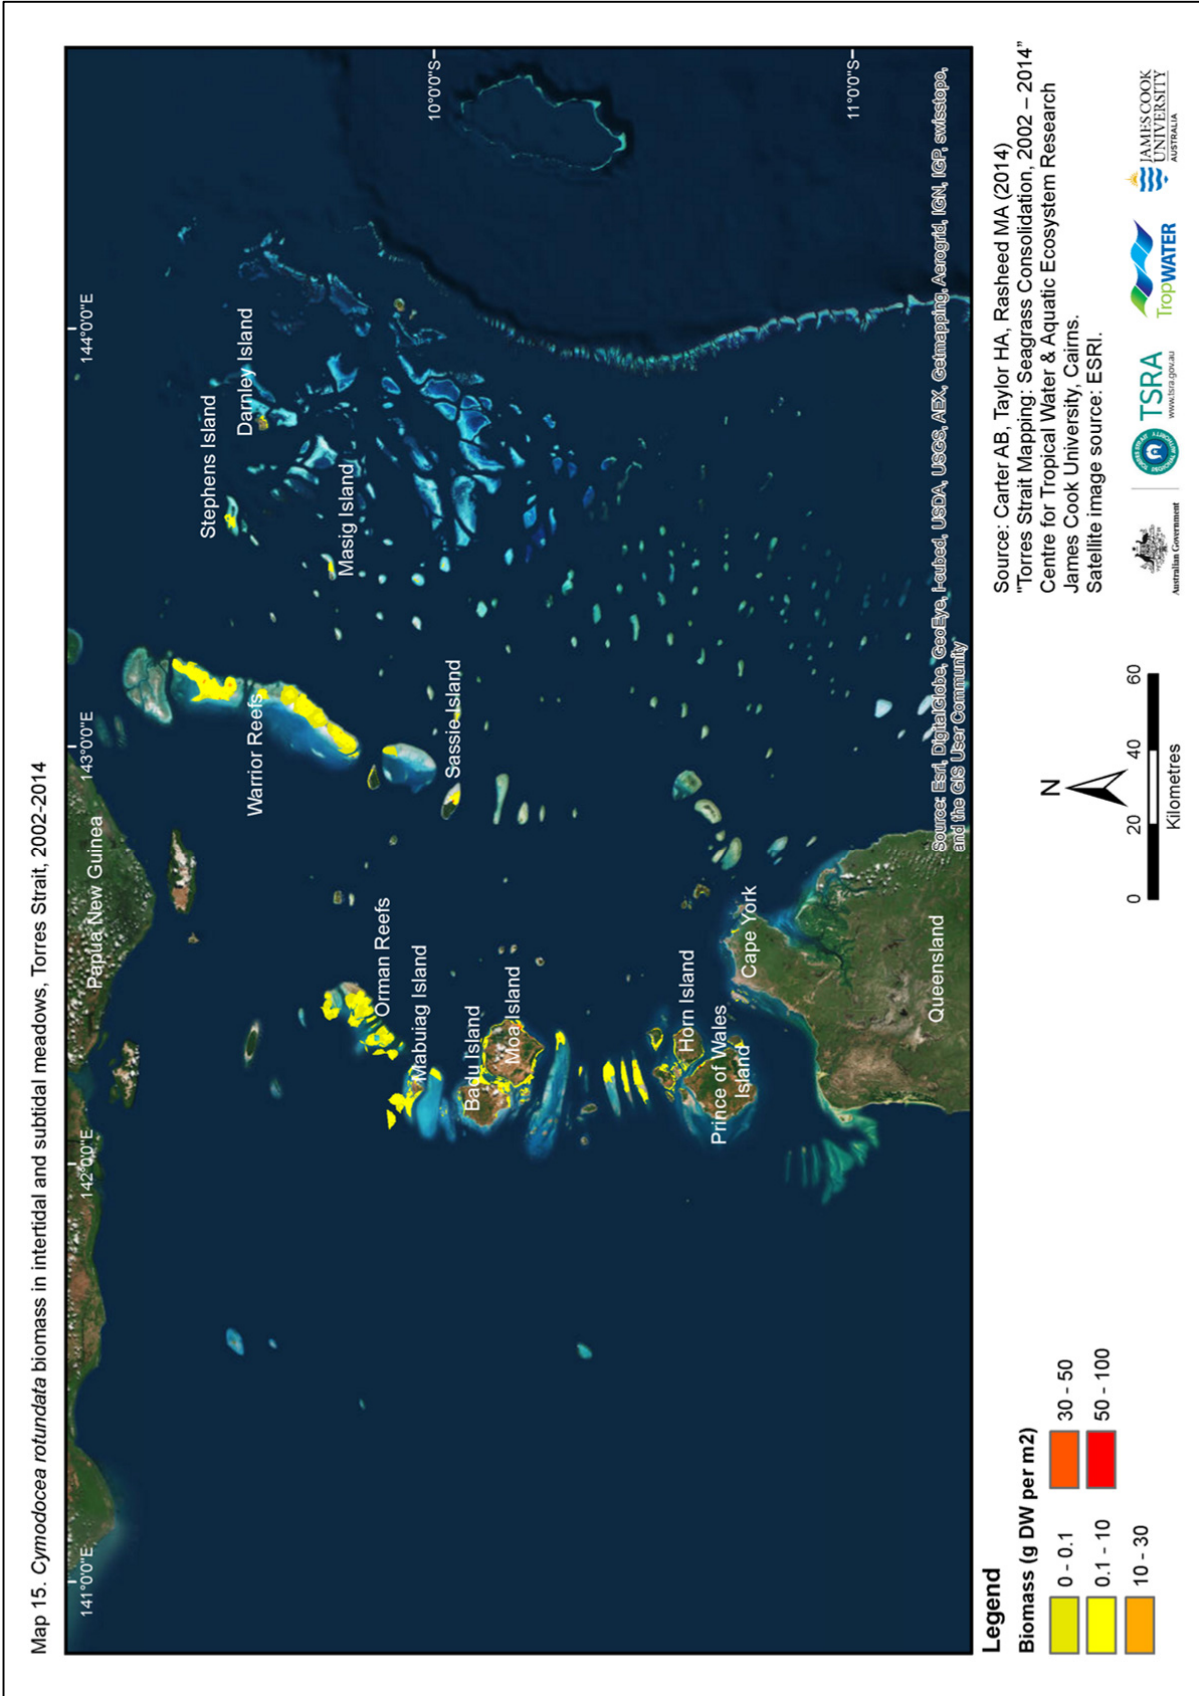 Map 15. Cymodocea rotundata biomass in intertidal and subtidal meadows, Torres Strait, 2002-2014
141°0'0"E
142°0'0"E
143°0'0"E
144°0'0"E
10°0'0"S
11°0'0"S
Papua New Guinea
Stephens Island
Darnley Island
Masig Island
Warrior Reefs
Sassie Island
Orman Reefs
Mabuiag Island
Badu Island
Moa Island
Horn Island
Prince of Wales
Island
Cape York
Queensland
Source: Esri, DigitalGlobe, GeoEye, i-cubed, USDA, USGS, AEX, Getmapping, Aerogrid, IGN, IGP, swisstopo,
and the GIS User Community
Legend
Biomass (g DW per m2)
0 - 0.1
0.1 - 10
10 - 30
30 - 50
50 - 100
N
0 20 40 60
Kilometres
Source: Carter AB, Taylor HA, Rasheed MA (2014)
"Torres Strait Mapping: Seagrass Consolidation, 2002 – 2014"
Centre for Tropical Water & Aquatic Ecosystem Research
James Cook University, Cairns.
Satellite image source: ESRI.
Australian Government
TORRES STRAIT REGIONAL AUTHORITY
TSRA
www.tsra.gov.au
TropWATER
JAMES COOK
UNIVERSITY
AUSTRALIA